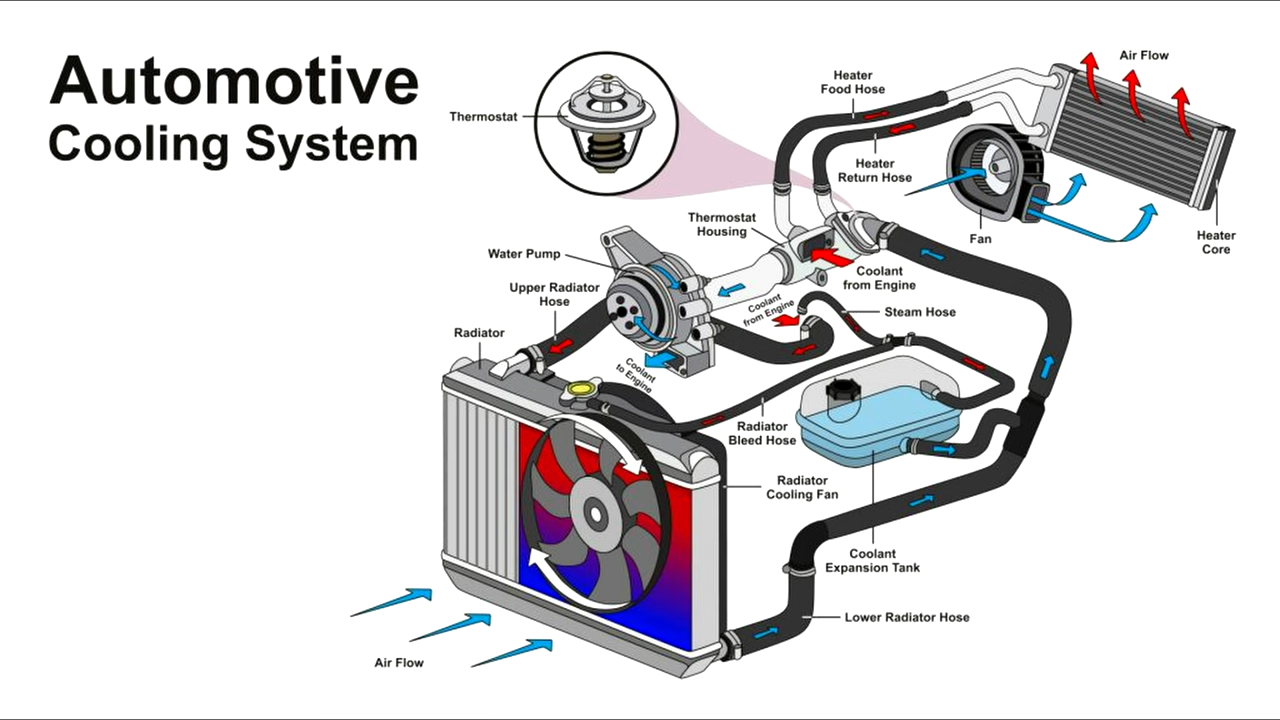 Automotive
Cooling System
Thermostat
Heater
Food Hose
Air Flow
Heater
Return Hose
Thermostat
Housing
Fan
Heater
Core
Water Pump
Coolant
from Engine
Upper Radiator
Hose
Coolant
from Engine
Steam Hose
Radiator
Coolant
to Engine
Radiator
Bleed Hose
Radiator
Cooling Fan
Coolant
Expansion Tank
Lower Radiator Hose
Air Flow